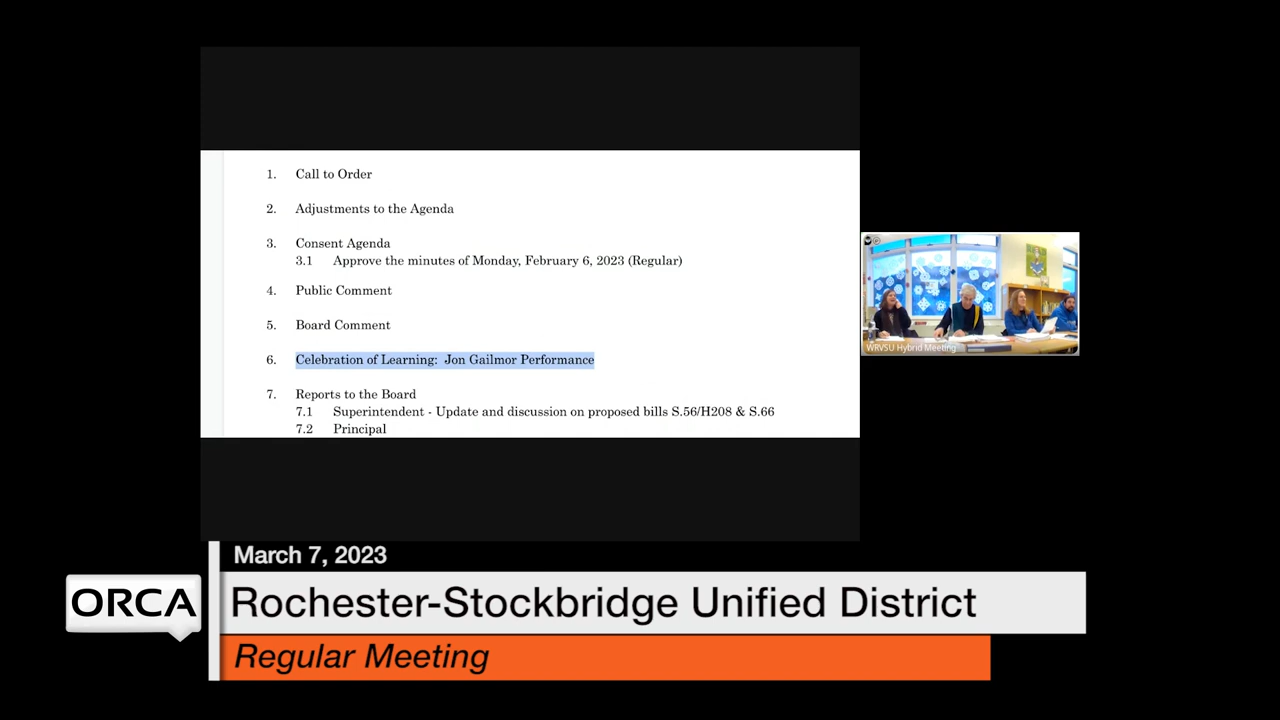 1. Call to Order
2. Adjustments to the Agenda
3. Consent Agenda
3.1 Approve the minutes of Monday, February 6, 2023 (Regular)
4. Public Comment
5. Board Comment
6. Celebration of Learning: Jon Gailmor Performance
7. Reports to the Board
7.1 Superintendent - Update and discussion on proposed bills S.56/H208 & S.66
7.2 Principal
WRVSU Hybrid Meeting
March 7, 2023
ORCA
Rochester-Stockbridge Unified District
Regular Meeting